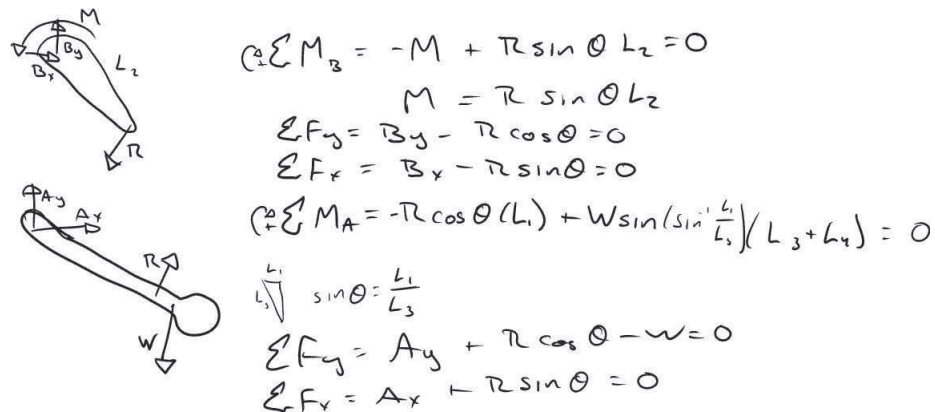 M
By
Bx
L2
R
↺+ΣM_B = -M + R sin θ L2 = 0
M = R sin θ L2
ΣFy = By - R cos θ = 0
ΣFx = Bx - R sin θ = 0
Ay
Ax
R
W
↺+ΣM_A = -R cos θ (L1) + W sin(sin⁻¹ L1/L3)(L3 + L4) = 0
L1
L3
sin θ = L1/L3
ΣFy = Ay + R cos θ - W = 0
ΣFx = Ax + R sin θ = 0